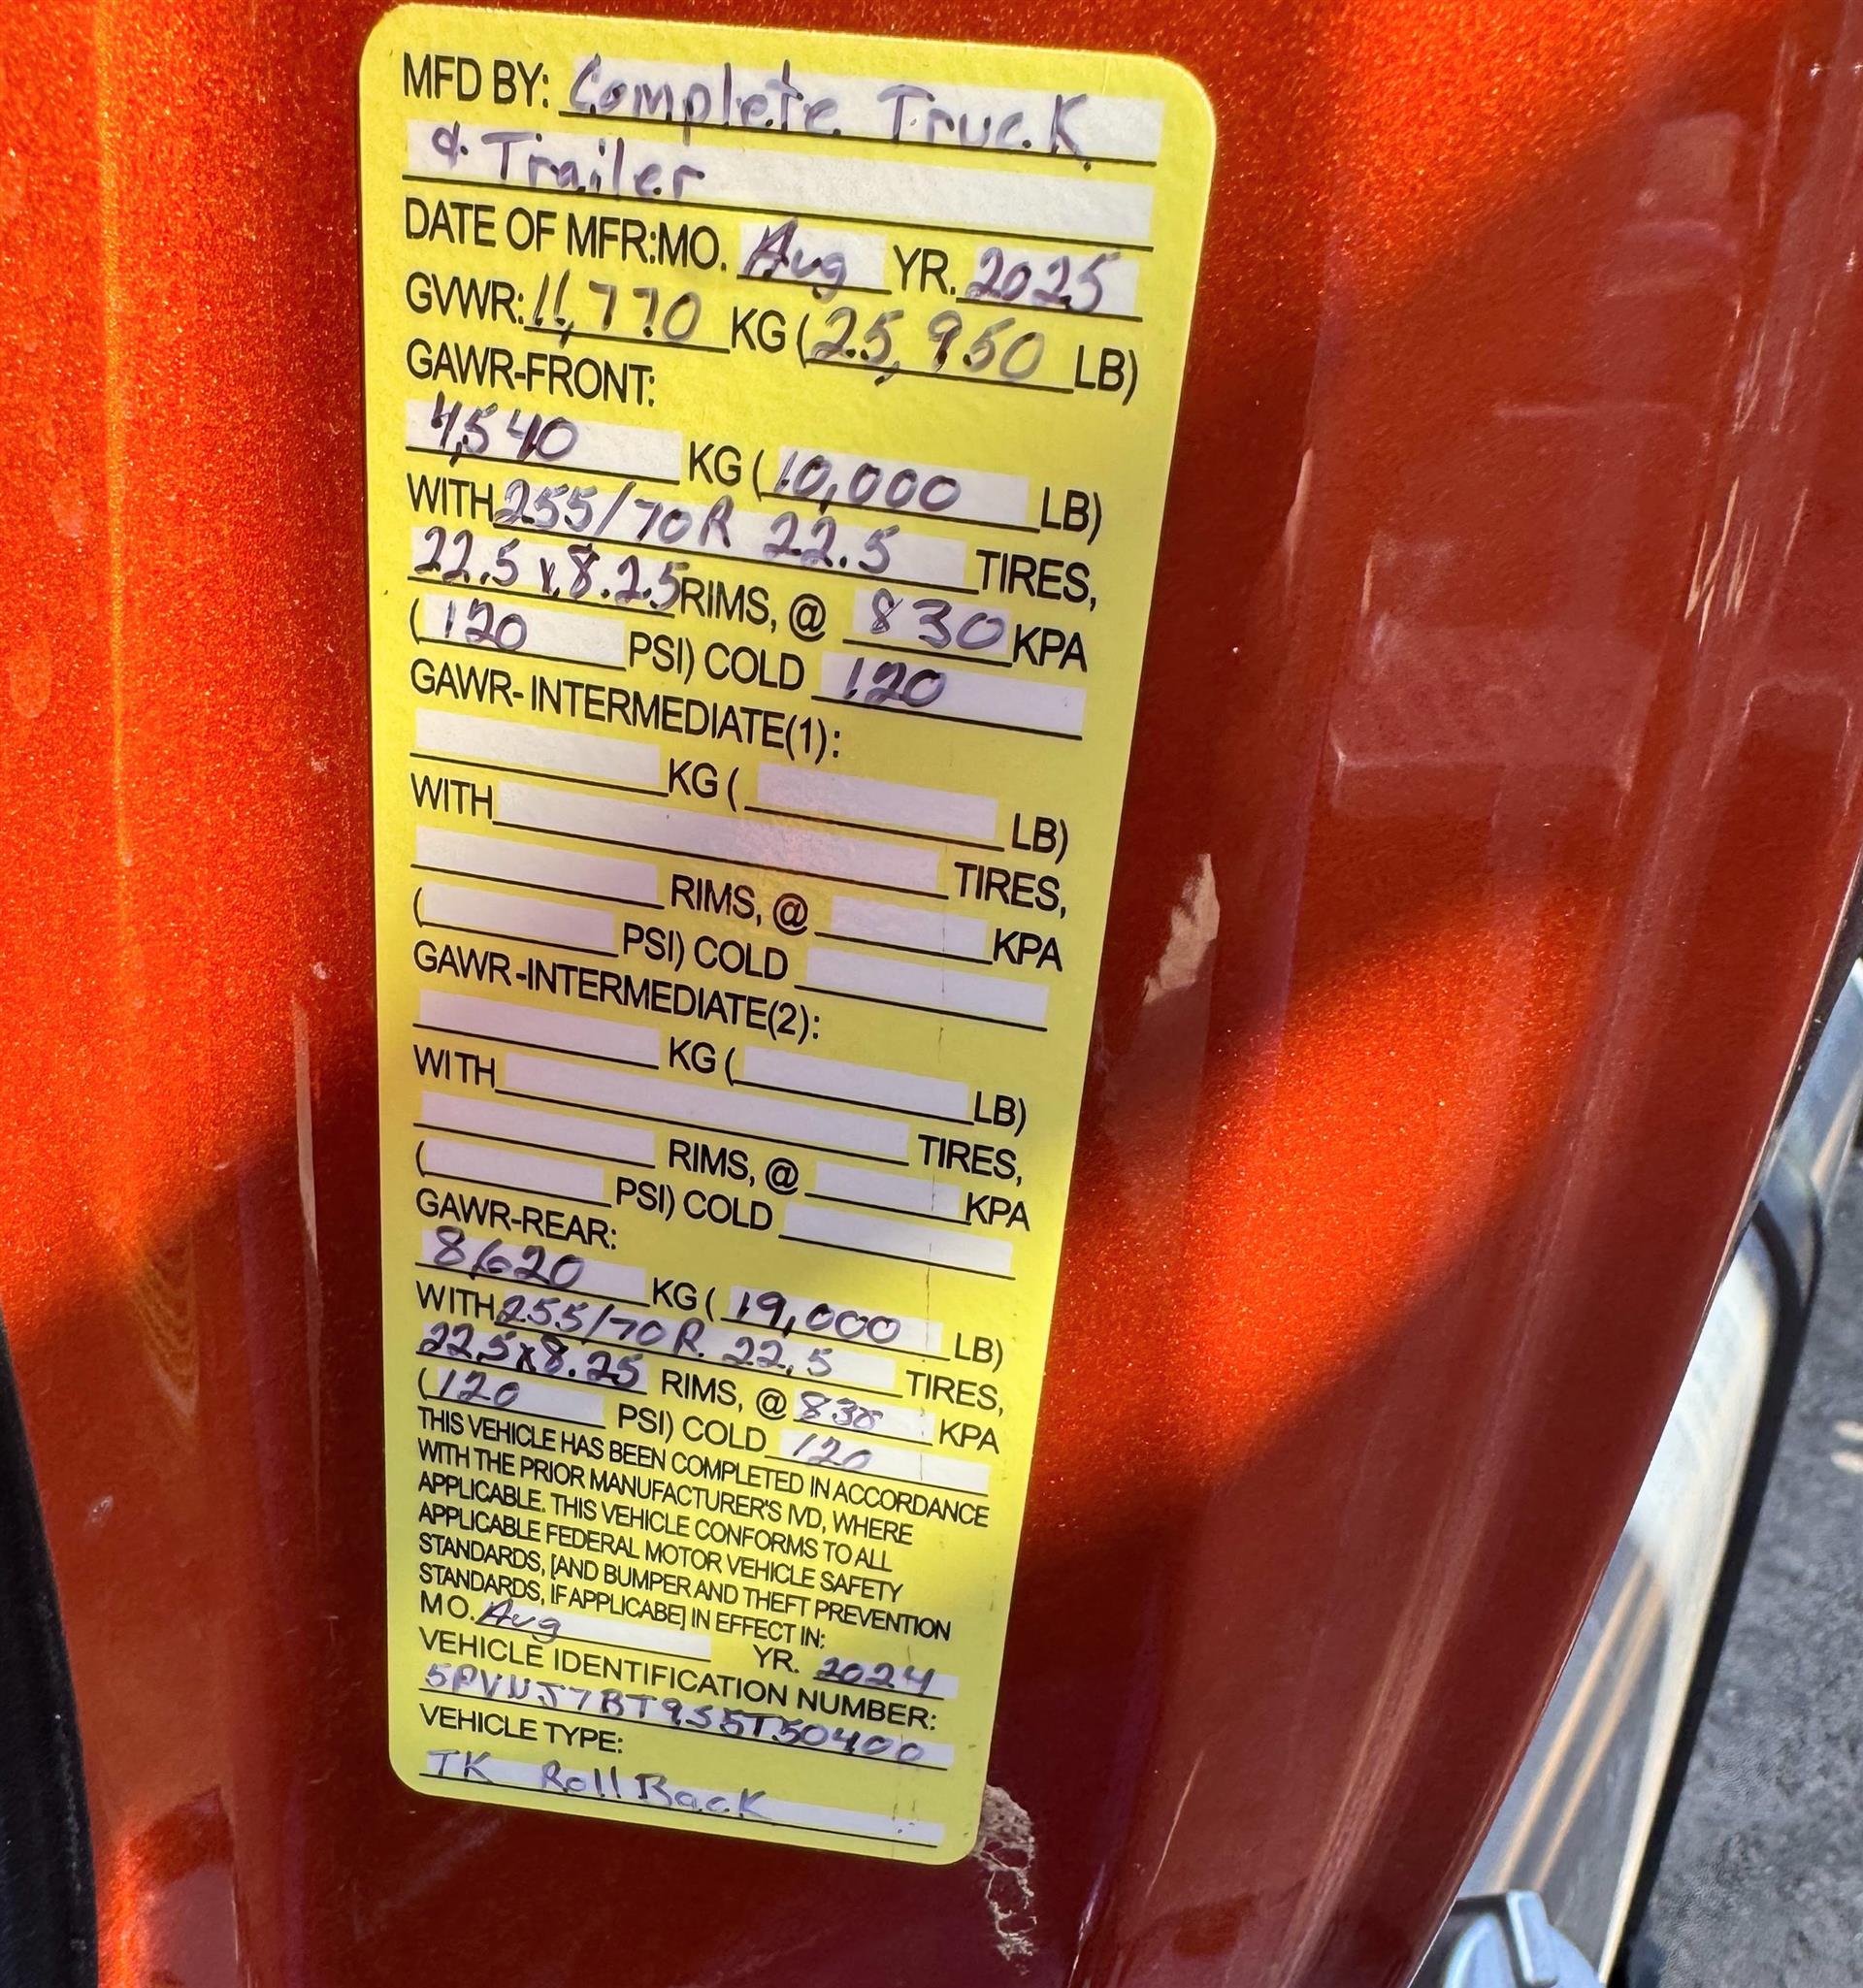 MFD BY: Complete Truck
& Trailer
DATE OF MFR:MO. Aug YR. 2025
GVWR: 11,770 KG (25,950 LB)
GAWR-FRONT:
4,540 KG (10,000 LB)
WITH 255/70R 22.5 TIRES,
22.5 x 8.25 RIMS, @ 830 KPA
(120 PSI) COLD 120
GAWR- INTERMEDIATE(1):
KG ( LB)
WITH TIRES,
RIMS, @ KPA
( PSI) COLD
GAWR-INTERMEDIATE(2):
KG ( LB)
WITH TIRES,
RIMS, @ KPA
( PSI) COLD
GAWR-REAR:
8,620 KG (19,000 LB)
WITH 255/70R 22.5 TIRES,
22.5x8.25 RIMS, @ 830 KPA
(120 PSI) COLD 120
THIS VEHICLE HAS BEEN COMPLETED IN ACCORDANCE
WITH THE PRIOR MANUFACTURER'S IVD, WHERE
APPLICABLE. THIS VEHICLE CONFORMS TO ALL
APPLICABLE FEDERAL MOTOR VEHICLE SAFETY
STANDARDS, [AND BUMPER AND THEFT PREVENTION
STANDARDS, IF APPLICABE] IN EFFECT IN:
MO. Aug YR. 2024
VEHICLE IDENTIFICATION NUMBER:
5PVNJ7BT9S5T50400
VEHICLE TYPE:
TK RollBack